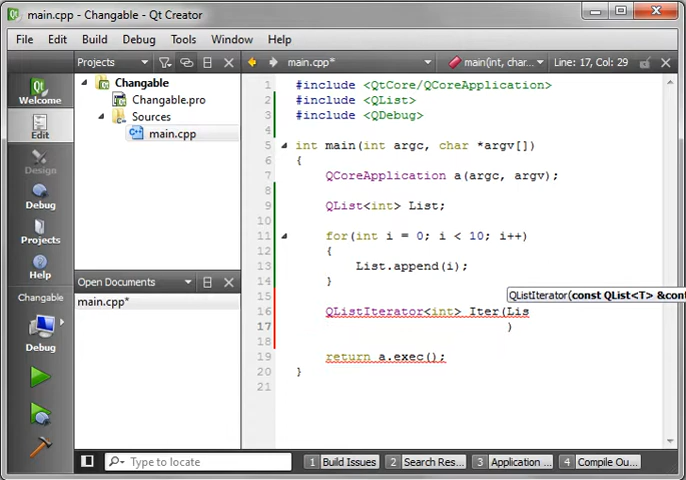 main.cpp - Changable - Qt Creator
File Edit Build Debug Tools Window Help
Projects main.cpp* main(int, char... Line: 17, Col: 29
Welcome
Edit
Design
Debug
Projects
Help
Changable
Debug
Changable
Changable.pro
Sources
main.cpp
Open Documents
main.cpp*
1 #include <QtCore/QCoreApplication>
2 #include <QList>
3 #include <QDebug>
4
5 int main(int argc, char *argv[])
6 {
7 QCoreApplication a(argc, argv);
8
9 QList<int> List;
10
11 for(int i = 0; i < 10; i++)
12 {
13 List.append(i);
14 }
15
QListIterator(const QList<T> &cont
16 QListIterator<int> Iter(Lis
17 )
18
19 return a.exec();
20 }
21
Type to locate 1 Build Issues 2 Search Res... 3 Application ... 4 Compile Ou...